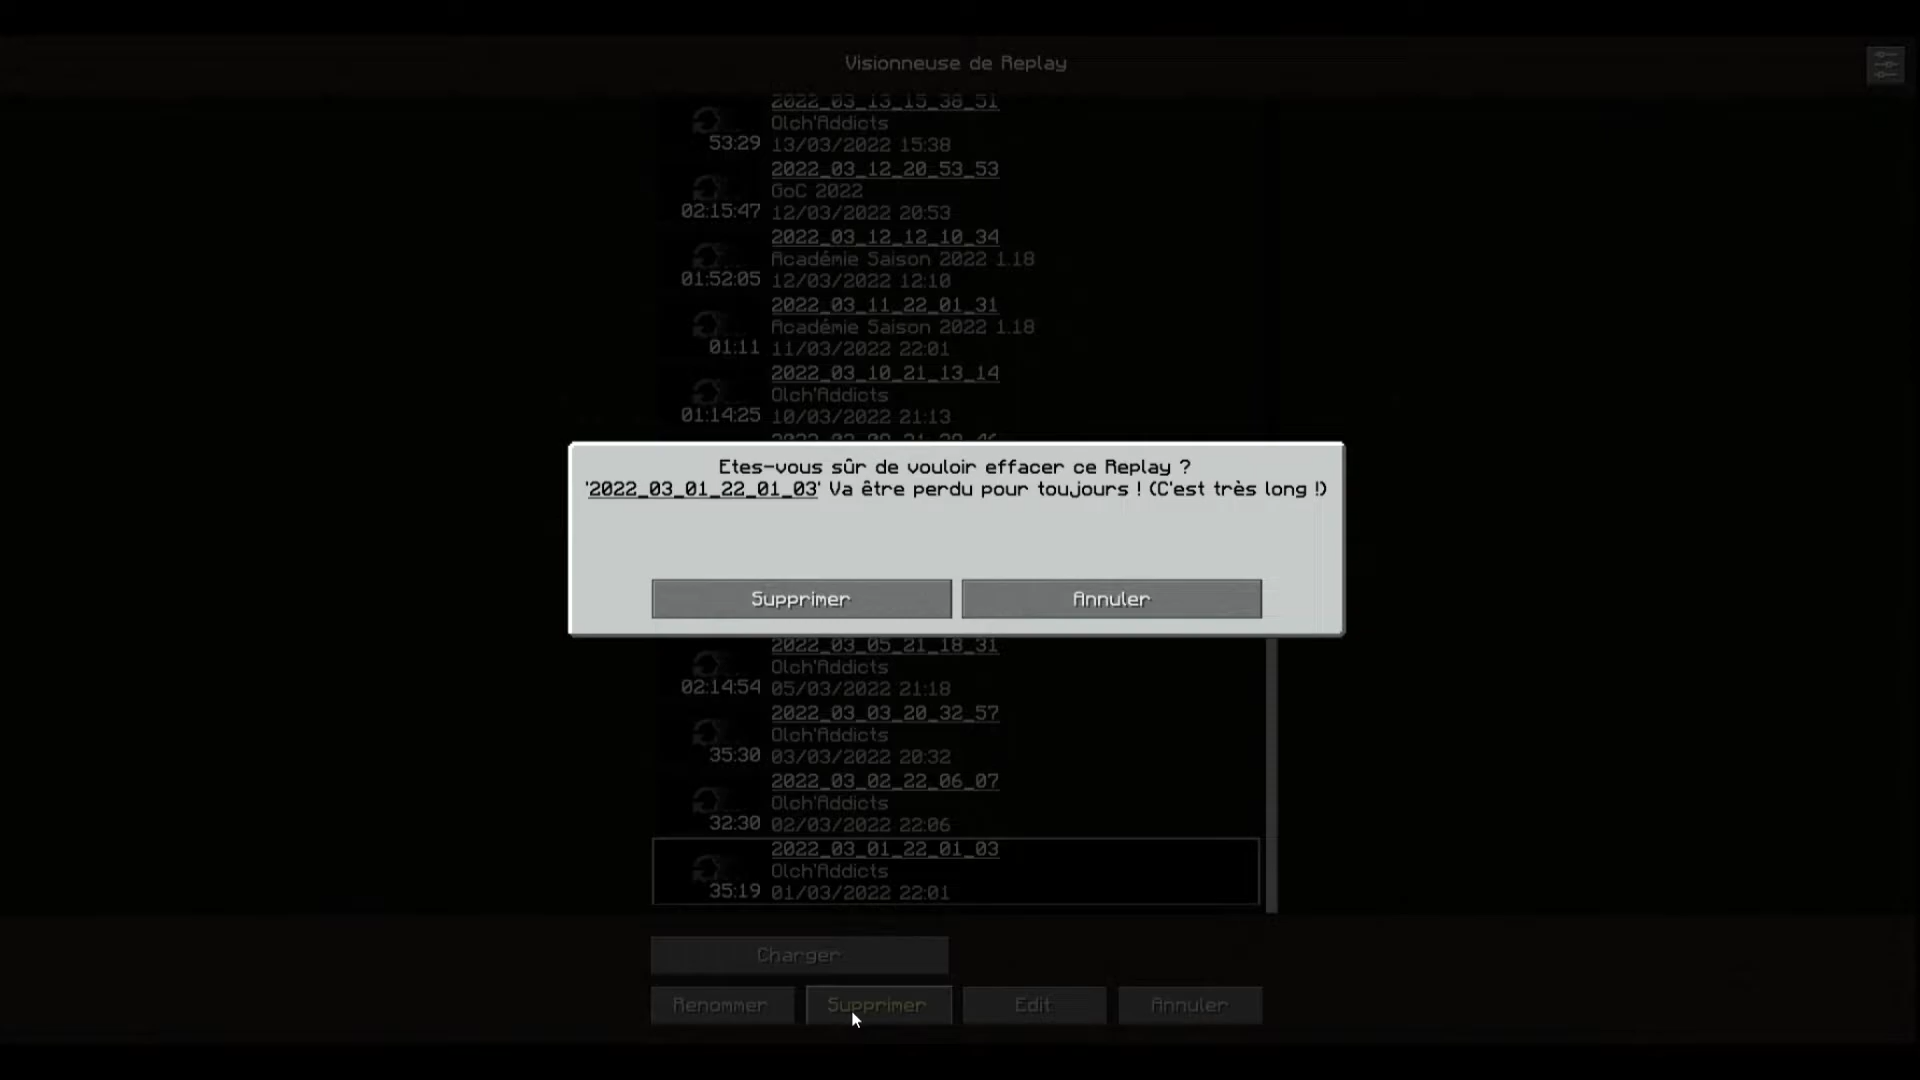 Visionneuse de Replay
2022_03_13_15_38_51
Olch'Addicts
53:29 13/03/2022 15:38
2022_03_12_20_53_53
GoC 2022
02:15:47 12/03/2022 20:53
2022_03_12_12_10_34
Académie Saison 2022 1.18
01:52:05 12/03/2022 12:10
2022_03_11_22_01_31
Académie Saison 2022 1.18
01:11 11/03/2022 22:01
2022_03_10_21_13_14
Olch'Addicts
01:14:25 10/03/2022 21:13
Etes-vous sûr de vouloir effacer ce Replay ?
'2022_03_01_22_01_03' Va être perdu pour toujours ! (C'est très long !)
Supprimer Annuler
2022_03_05_21_18_31
Olch'Addicts
02:14:54 05/03/2022 21:18
2022_03_03_20_32_57
Olch'Addicts
35:30 03/03/2022 20:32
2022_03_02_22_06_07
Olch'Addicts
32:30 02/03/2022 22:06
2022_03_01_22_01_03
Olch'Addicts
35:19 01/03/2022 22:01
Charger
Renommer Supprimer Edit Annuler